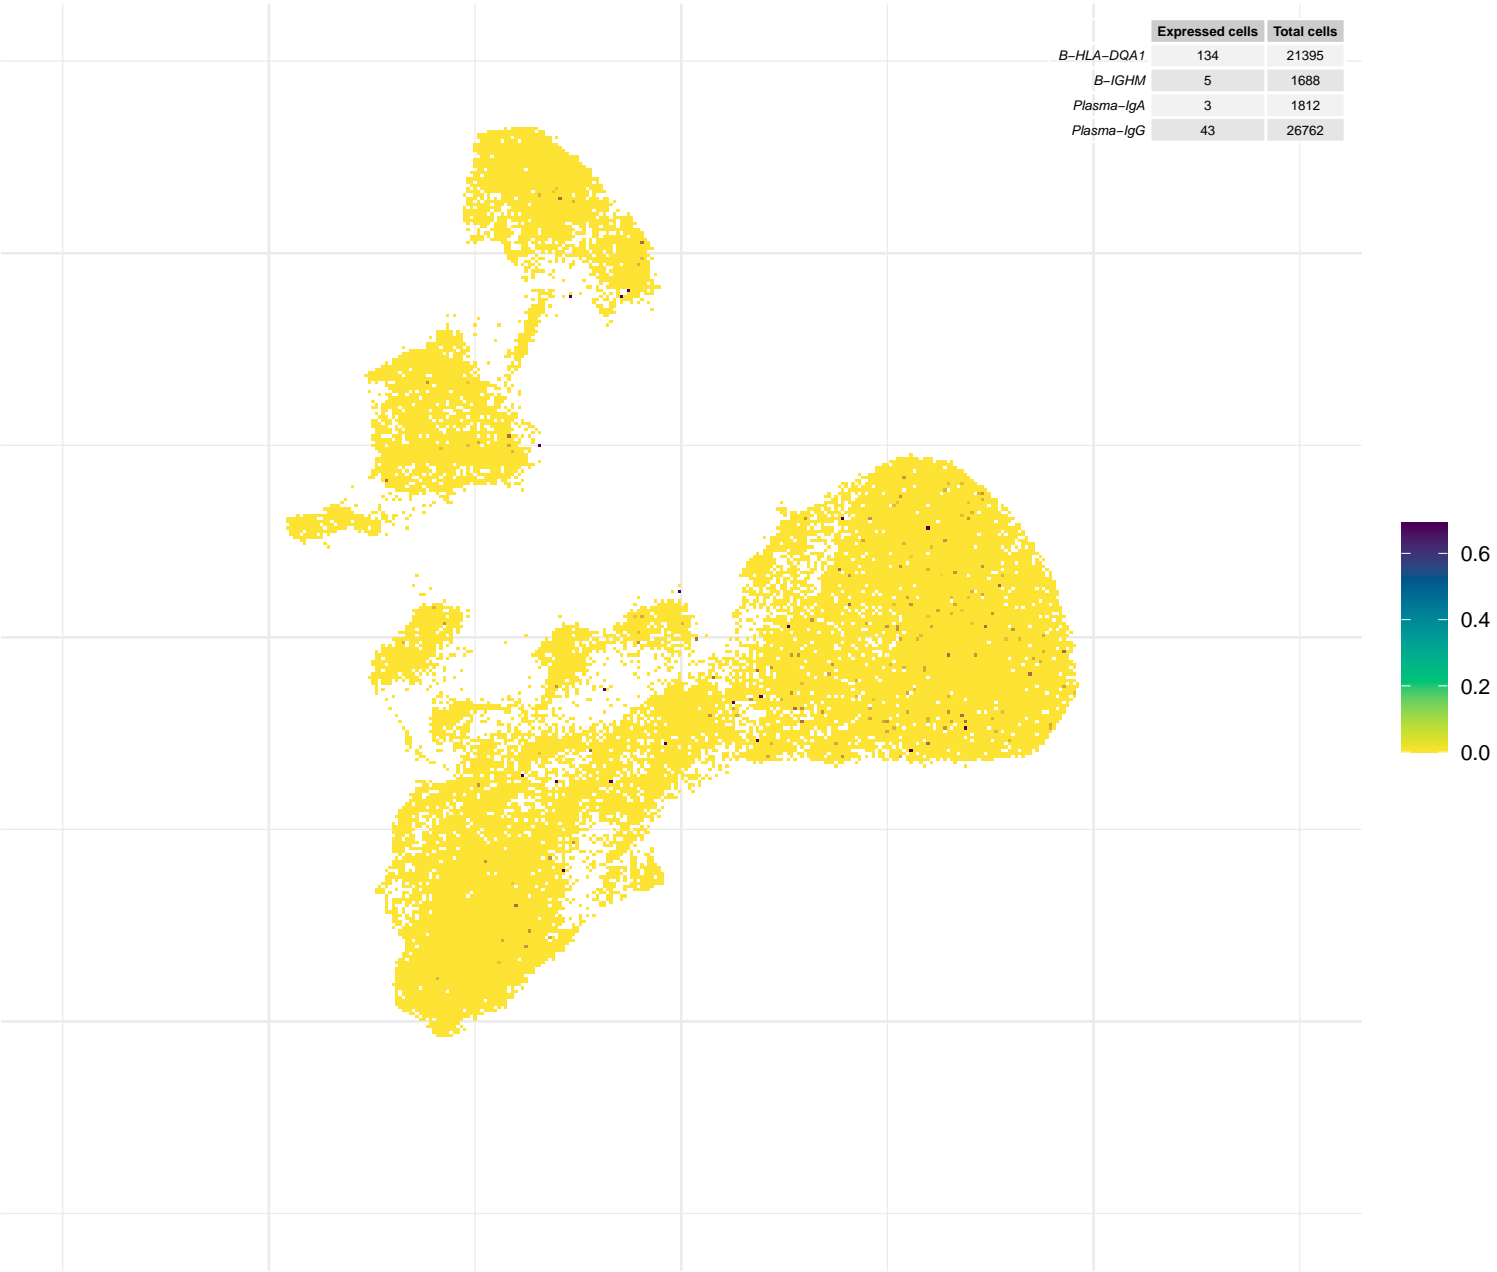 Expressed cells Total cells
B−HLA−DQA1 134 21395
B−IGHM 5 1688
Plasma−IgA 3 1812
Plasma−IgG 43 26762
0.6
0.4
0.2
0.0